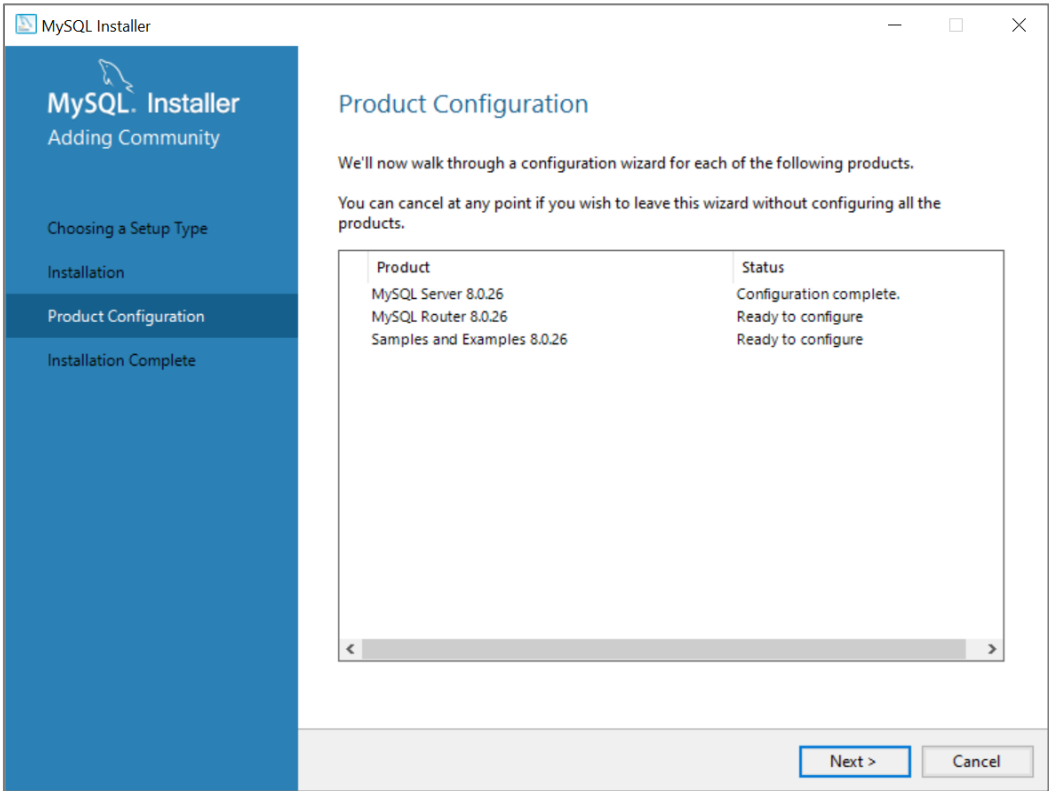 MySQL Installer
MySQL. Installer
Adding Community
Choosing a Setup Type
Installation
Product Configuration
Installation Complete
Product Configuration
We'll now walk through a configuration wizard for each of the following products.
You can cancel at any point if you wish to leave this wizard without configuring all the
products.
Product Status
MySQL Server 8.0.26 Configuration complete.
MySQL Router 8.0.26 Ready to configure
Samples and Examples 8.0.26 Ready to configure
Next > Cancel